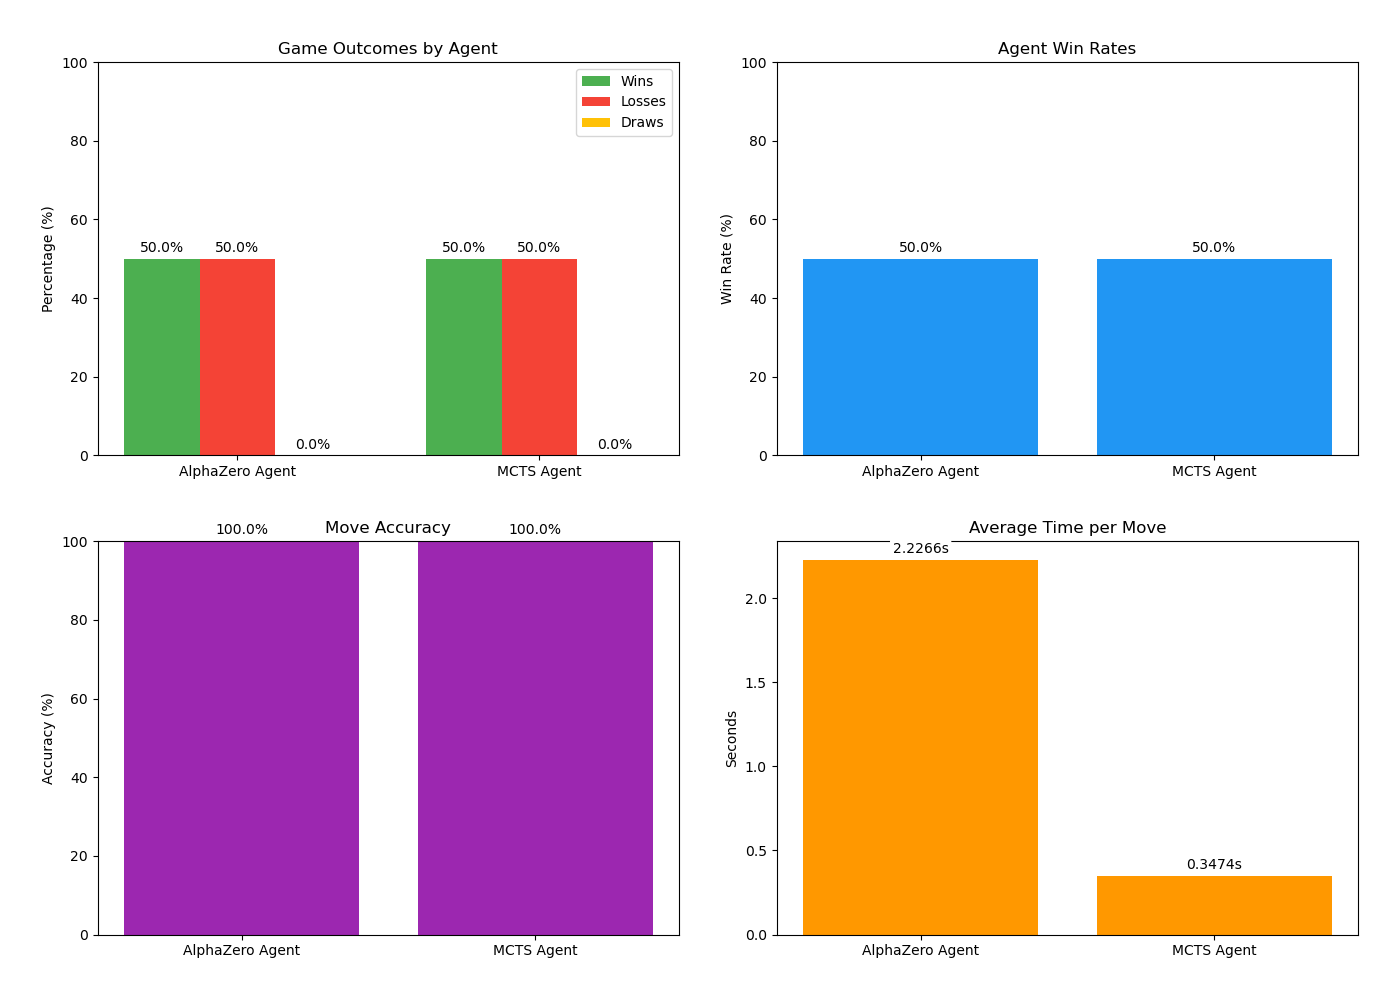 Game Outcomes by Agent
100
80
60
40
20
0
Percentage (%)
Wins
Losses
Draws
50.0%
50.0%
0.0%
50.0%
50.0%
0.0%
AlphaZero Agent
MCTS Agent
Agent Win Rates
100
80
60
40
20
0
Win Rate (%)
50.0%
50.0%
AlphaZero Agent
MCTS Agent
Move Accuracy
100
80
60
40
20
0
Accuracy (%)
100.0%
100.0%
AlphaZero Agent
MCTS Agent
Average Time per Move
2.0
1.5
1.0
0.5
0.0
Seconds
2.2266s
0.3474s
AlphaZero Agent
MCTS Agent